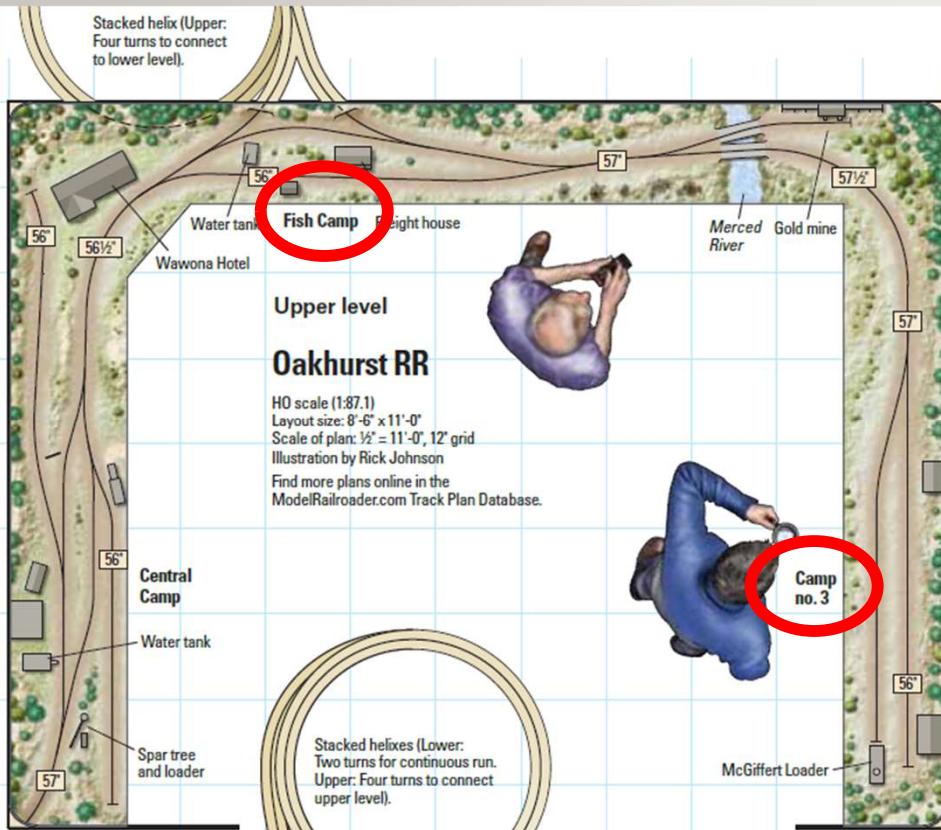 Stacked helix (Upper:
Four turns to connect
to lower level).
57"
57½"
56"
Water tank
Fish Camp
Freight house
Merced
River
Gold mine
56"
56½"
Wawona Hotel
Upper level
57"
Oakhurst RR
HO scale (1:87.1)
Layout size: 8'-6" x 11'-0"
Scale of plan: ½" = 11'-0", 12" grid
Illustration by Rick Johnson
Find more plans online in the
ModelRailroader.com Track Plan Database.
56"
Central
Camp
Camp
no. 3
Water tank
56"
Spar tree
and loader
57"
Stacked helixes (Lower:
Two turns for continuous run.
Upper: Four turns to connect
upper level).
McGiffert Loader